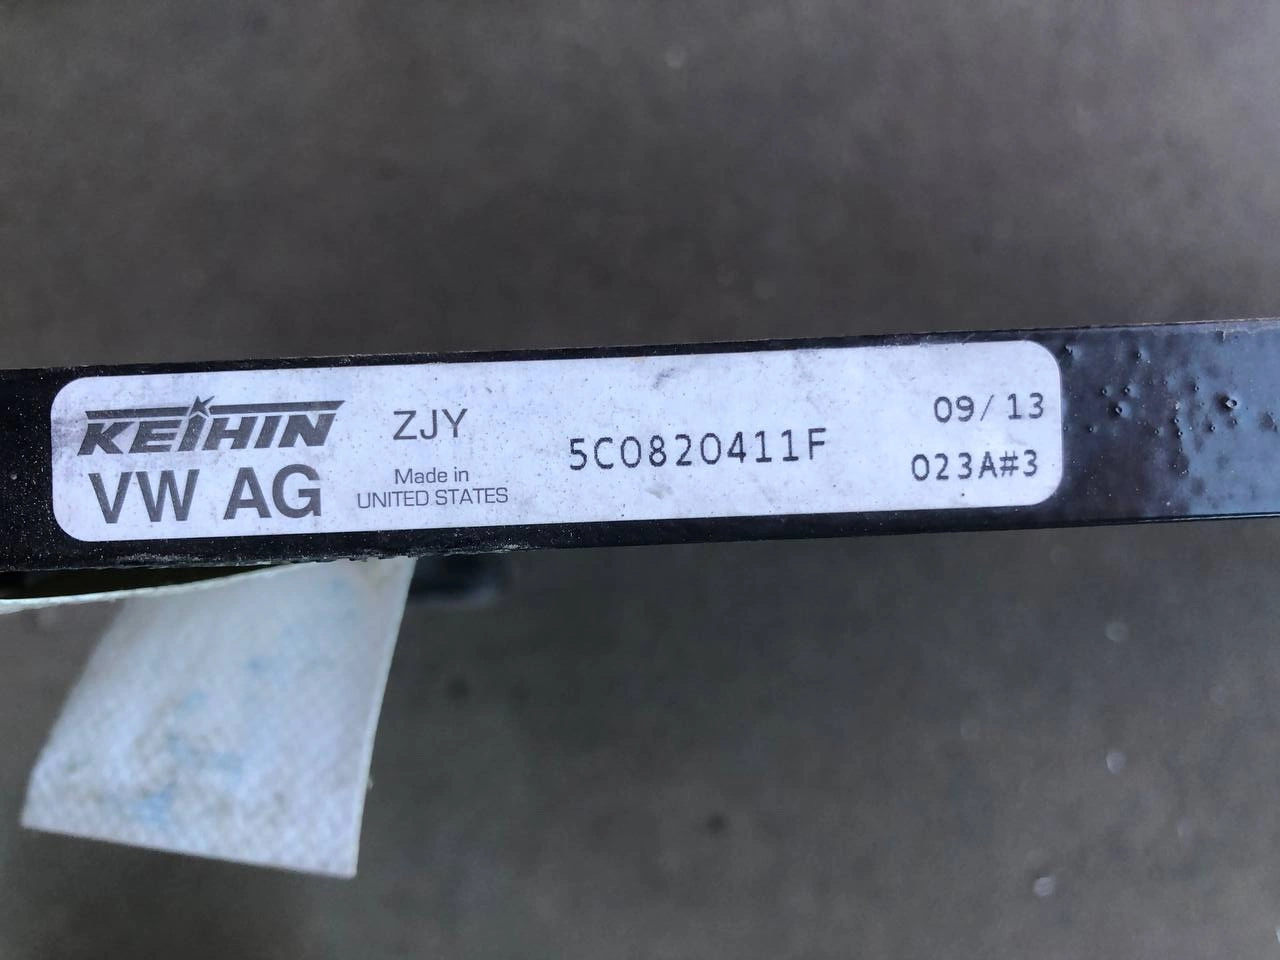 KEIHIN
VW AG
ZJY
Made in
UNITED STATES
5C0820411F
09/ 13
023A#3